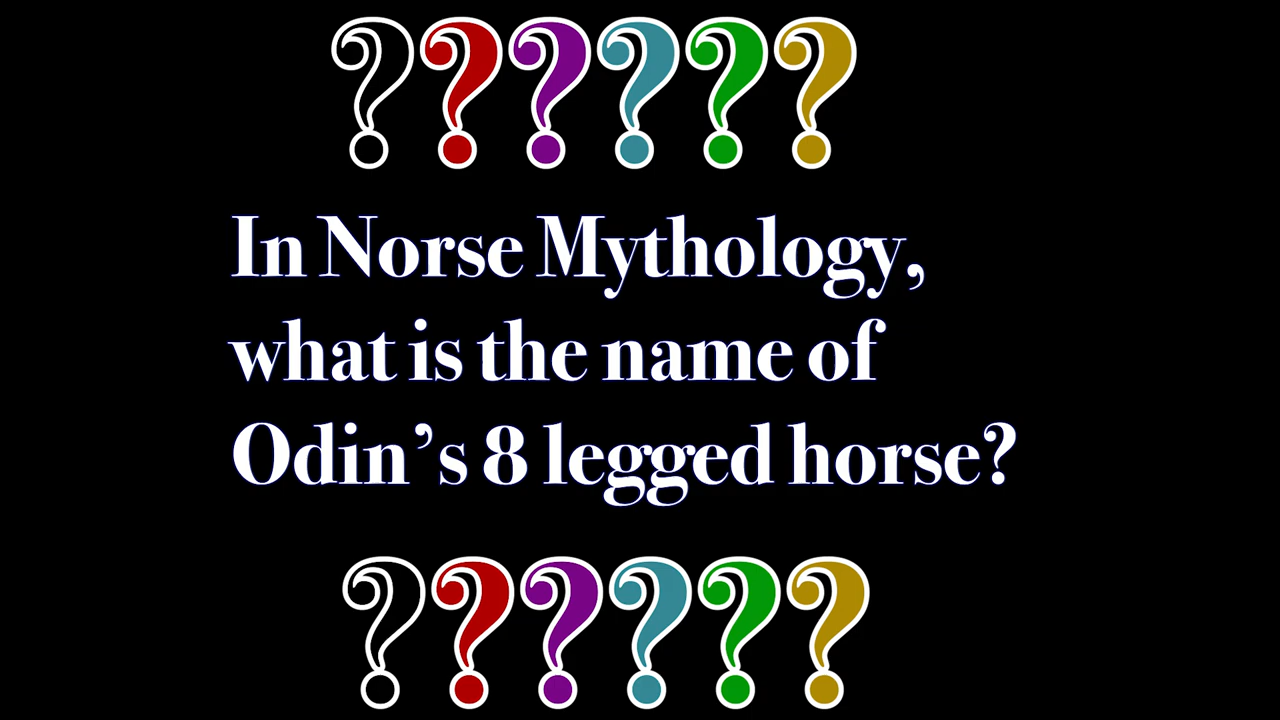 ??????
In Norse Mythology,
what is the name of
Odin’s 8 legged horse?
??????